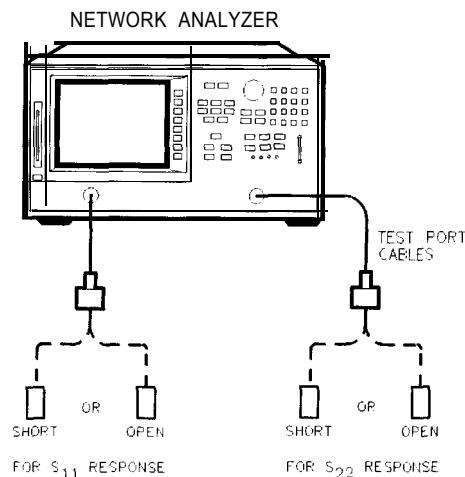 NETWORK ANALYZER
TEST PORT
CABLES
SHORT OR OPEN
SHORT OR OPEN
FOR S11 RESPONSE
FOR S22 RESPONSE